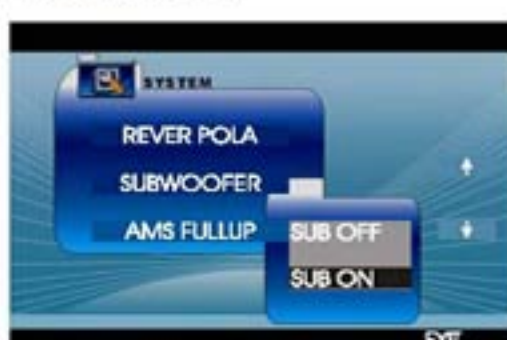 SYSTEM
REVER POLA
SUBWOOFER
AMS FULLUP
SUB OFF
SUB ON
EXIT